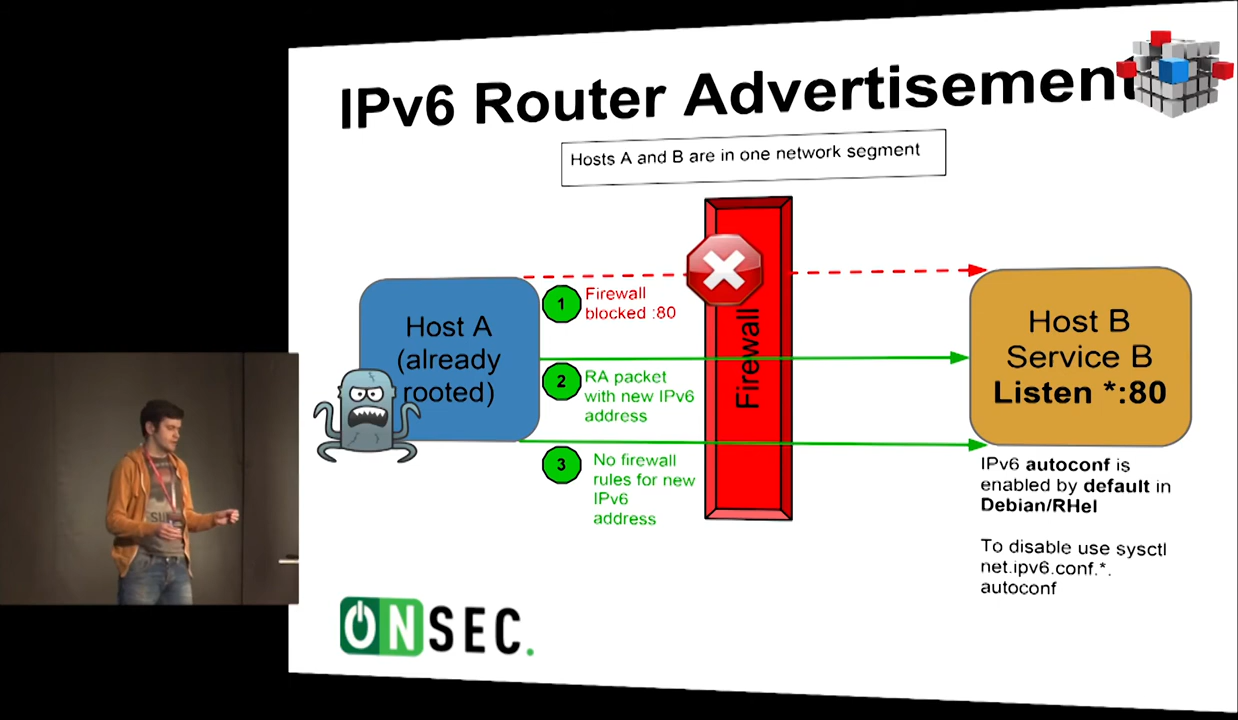 IPv6 Router Advertisement
Hosts A and B are in one network segment
Host A
(already
rooted)
1
Firewall
blocked :80
2
RA packet
with new IPv6
address
3
No firewall
rules for new
IPv6
address
Firewall
Host B
Service B
Listen *:80
IPv6 autoconf is
enabled by default in
Debian/RHel
To disable use sysctl
net.ipv6.conf.*.
autoconf
ONSEC.